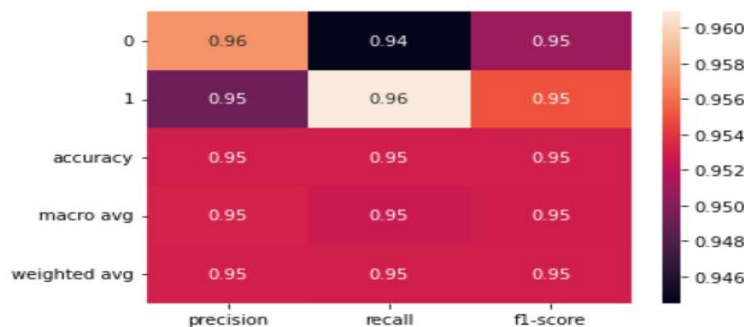 0 0.96 0.94 0.95
1 0.95 0.96 0.95
accuracy 0.95 0.95 0.95
macro avg 0.95 0.95 0.95
weighted avg 0.95 0.95 0.95
precision recall f1-score
0.960
0.958
0.956
0.954
0.952
0.950
0.948
0.946